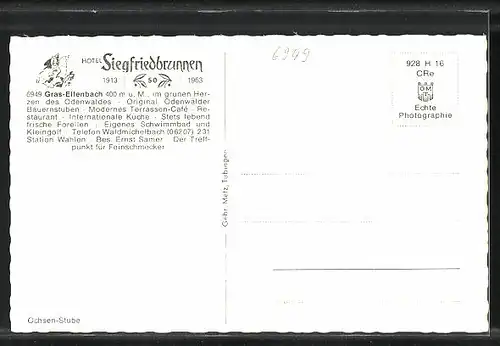 6949
HOTEL Siegfriedbrunnen
1913 50 1963
6949 Gras-Ellenbach 400 m ü. M., im grünen Her-
zen des Odenwaldes · Original Odenwälder
Bauernstuben · Modernes Terrassen-Café · Re-
staurant · Internationale Küche · Stets lebend
frische Forellen · Eigenes Schwimmbad und
Kleingolf · Telefon Waldmichelbach (06207) 231
Station Wahlen · Bes. Ernst Samer · Der Treff-
punkt für Feinschmecker
928 H 16
CRe
GM
Echte
Photographie
Gebr. Metz, Tübingen
Ochsen-Stube